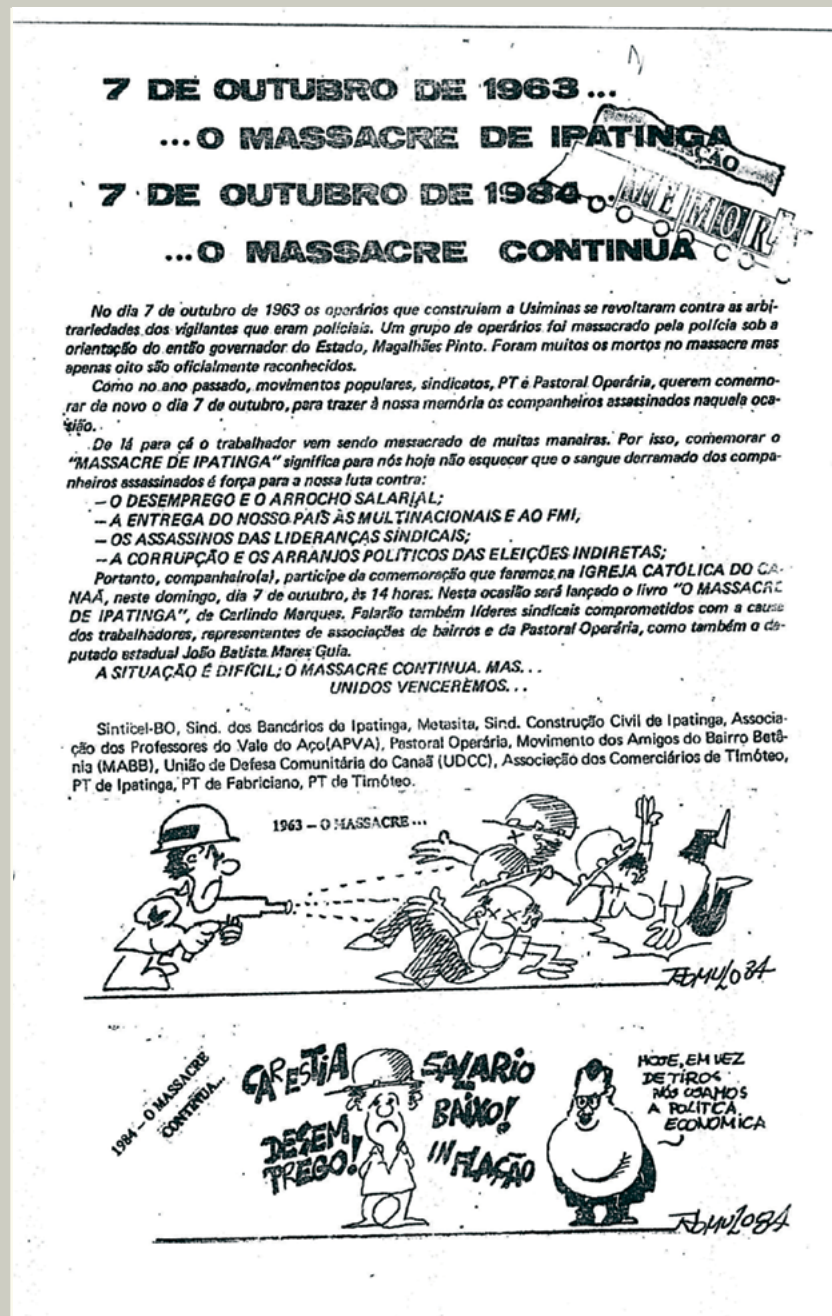 7 DE OUTUBRO DE 1963...
...O MASSACRE DE IPATINGA
7 DE OUTUBRO DE 1984...
...O MASSACRE CONTINUA
No dia 7 de outubro de 1963 os operários que construiam a Usiminas se revoltaram contra as arbi-
trariedades dos vigilantes que eram policiais. Um grupo de operários foi massacrado pela polícia sob a
orientação do então governador do Estado, Magalhães Pinto. Foram muitos os mortos no massacre mas
apenas oito são oficialmente reconhecidos.
Como no ano passado, movimentos populares, sindicatos, PT e Pastoral Operária, querem comemo-
rar de novo o dia 7 de outubro, para trazer à nossa memória os companheiros assassinados naquela oca-
sião.
De lá para cá o trabalhador vem sendo massacrado de muitas maneiras. Por isso, comemorar o
"MASSACRE DE IPATINGA" significa para nós hoje não esquecer que o sangue derramado dos compa-
nheiros assassinados é força para a nossa luta contra:
– O DESEMPREGO E O ARROCHO SALARIAL;
– A ENTREGA DO NOSSO PAÍS ÀS MULTINACIONAIS E AO FMI,
– OS ASSASSINOS DAS LIDERANÇAS SINDICAIS;
– A CORRUPÇÃO E OS ARRANJOS POLÍTICOS DAS ELEIÇÕES INDIRETAS;
Portanto, companheiro(a), participe da comemoração que faremos na IGREJA CATÓLICA DO CA-
NAÃ, neste domingo, dia 7 de outubro, às 14 horas. Nesta ocasião será lançado o livro "O MASSACRE
DE IPATINGA", de Carlindo Marques. Falarão também líderes sindicais comprometidos com a causa
dos trabalhadores, representantes de associações de bairros e da Pastoral Operária, como também o de-
putado estadual João Batista Mares Guia.
A SITUAÇÃO É DIFÍCIL; O MASSACRE CONTINUA. MAS...
UNIDOS VENCEREMOS...
Sinticel-BO, Sind. dos Bancários de Ipatinga, Metasita, Sind. Construção Civil de Ipatinga, Associa-
ção dos Professores do Vale do Aço(APVA), Pastoral Operária, Movimento dos Amigos do Bairro Betâ-
nia (MABB), União de Defesa Comunitária do Canaã (UDCC), Associação dos Comerciários de Timóteo,
PT de Ipatinga, PT de Fabriciano, PT de Timóteo.
1963 – O MASSACRE...
ROMULO 84
1984 – O MASSACRE
CONTINUA...
CARESTIA
DESEM
PREGO!
SALARIO
BAIXO!
INFLAÇÃO
HOJE, EM VEZ
DE TIROS
NÓS USAMOS
A POLÍTCA
ECONOMICA
ROMULO 84